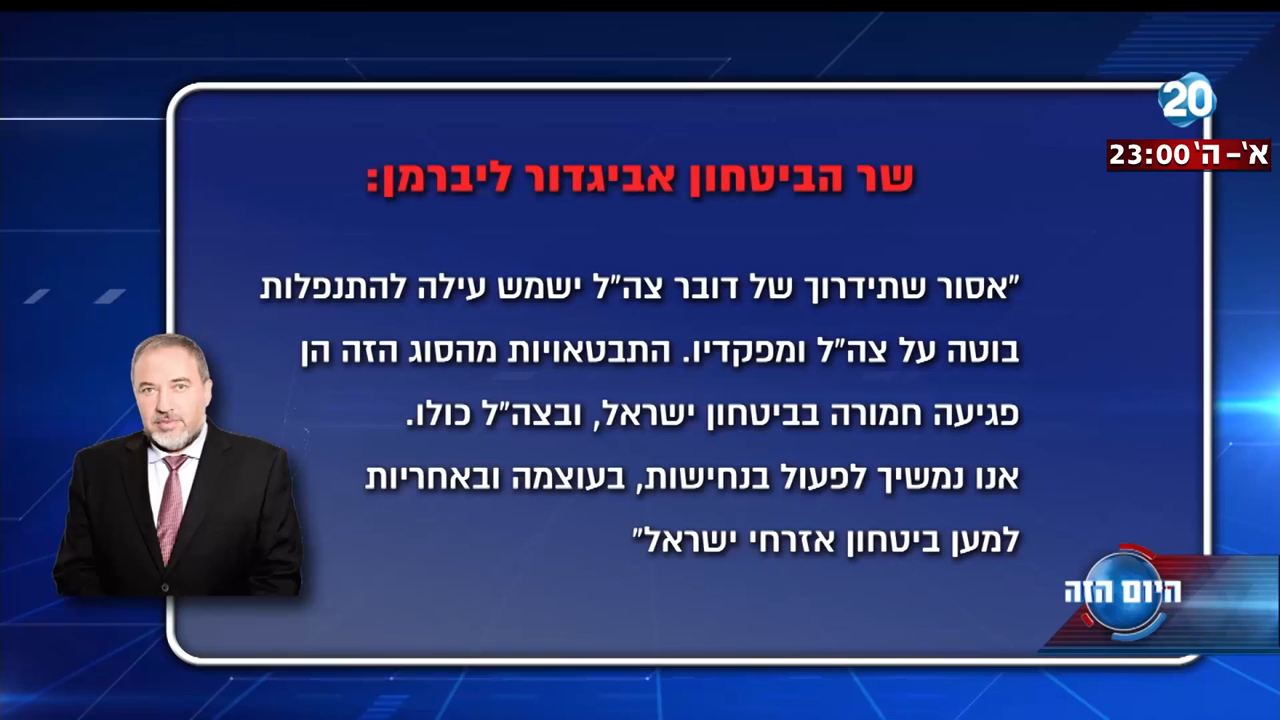 20
א'-ה' 23:00
שר הביטחון אביגדור ליברמן:
"אסור שתידרוך של דובר צה"ל ישמש עילה להתנפלות
בוטה על צה"ל ומפקדיו. התבטאויות מהסוג הזה הן
פגיעה חמורה בביטחון ישראל, ובצה"ל כולו.
אנו נמשיך לפעול בנחישות, בעוצמה ובאחריות
למען ביטחון אזרחי ישראל"
היום הזה